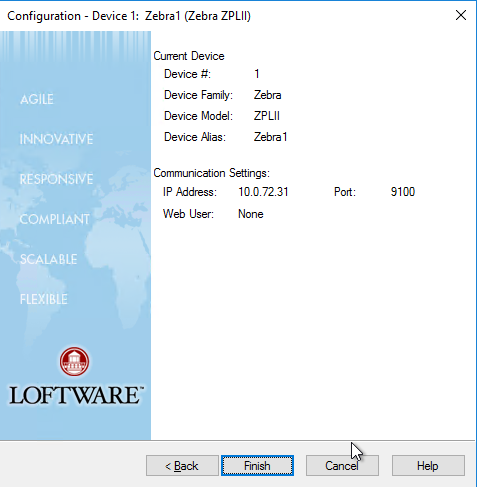 Configuration - Device 1:  Zebra1 (Zebra ZPLII)
AGILE
INNOVATIVE
RESPONSIVE
COMPLIANT
SCALABLE
FLEXIBLE
LOFTWARE™
Current Device
Device #: 1
Device Family: Zebra
Device Model: ZPLII
Device Alias: Zebra1
Communication Settings:
IP Address: 10.0.72.31 Port: 9100
Web User: None
< Back Finish Cancel Help